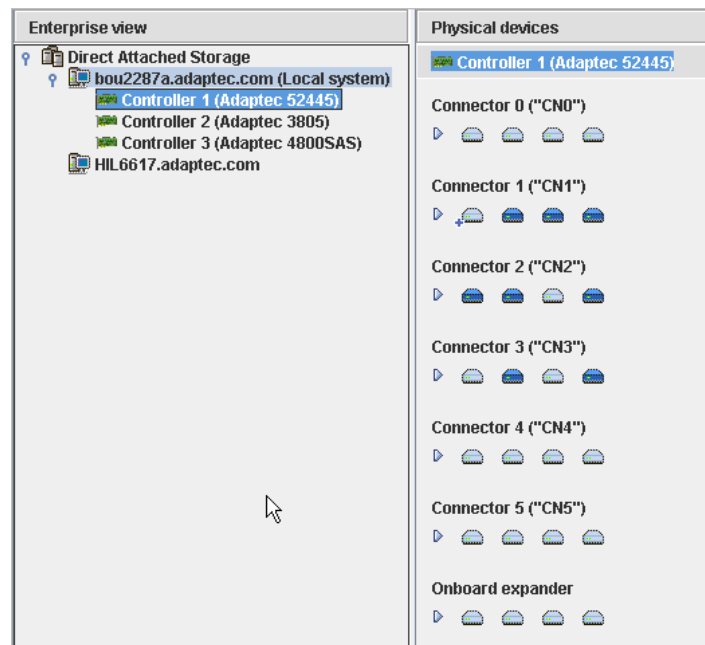 Enterprise view
Direct Attached Storage
bou2287a.adaptec.com (Local system)
Controller 1 (Adaptec 52445)
Controller 2 (Adaptec 3805)
Controller 3 (Adaptec 4800SAS)
HIL6617.adaptec.com
Physical devices
Controller 1 (Adaptec 52445)
Connector 0 ("CN0")
Connector 1 ("CN1")
Connector 2 ("CN2")
Connector 3 ("CN3")
Connector 4 ("CN4")
Connector 5 ("CN5")
Onboard expander